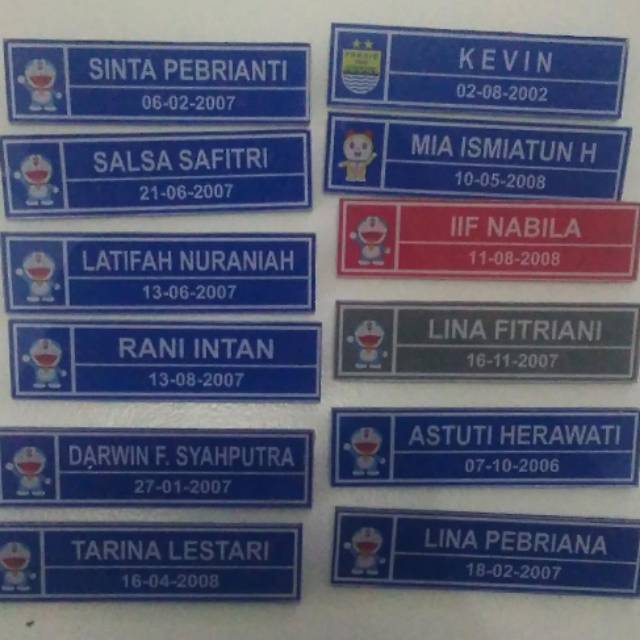 SINTA PEBRIANTI
06-02-2007
SALSA SAFITRI
21-06-2007
LATIFAH NURANIAH
13-06-2007
RANI INTAN
13-08-2007
DARWIN F. SYAHPUTRA
27-01-2007
TARINA LESTARI
16-04-2008
KEVIN
02-08-2002
MIA ISMIATUN H
10-05-2008
IIF NABILA
11-08-2008
LINA FITRIANI
16-11-2007
ASTUTI HERAWATI
07-10-2006
LINA PEBRIANA
18-02-2007